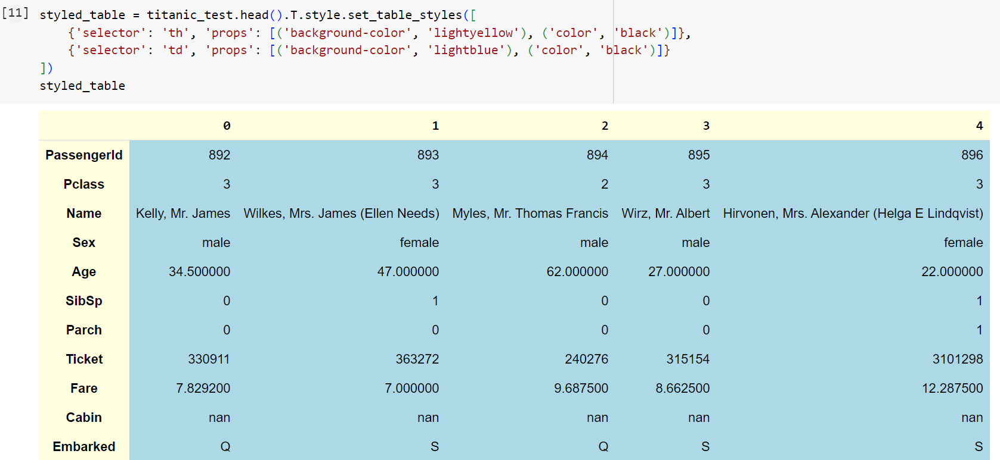 [11] styled_table = titanic_test.head().T.style.set_table_styles([
{'selector': 'th', 'props': [('background-color', 'lightyellow'), ('color', 'black')]},
{'selector': 'td', 'props': [('background-color', 'lightblue'), ('color', 'black')]}
])
styled_table
0 1 2 3 4
PassengerId 892 893 894 895 896
Pclass 3 3 2 3 3
Name Kelly, Mr. James Wilkes, Mrs. James (Ellen Needs) Myles, Mr. Thomas Francis Wirz, Mr. Albert Hirvonen, Mrs. Alexander (Helga E Lindqvist)
Sex male female male male female
Age 34.500000 47.000000 62.000000 27.000000 22.000000
SibSp 0 1 0 0 1
Parch 0 0 0 0 1
Ticket 330911 363272 240276 315154 3101298
Fare 7.829200 7.000000 9.687500 8.662500 12.287500
Cabin nan nan nan nan nan
Embarked Q S Q S S